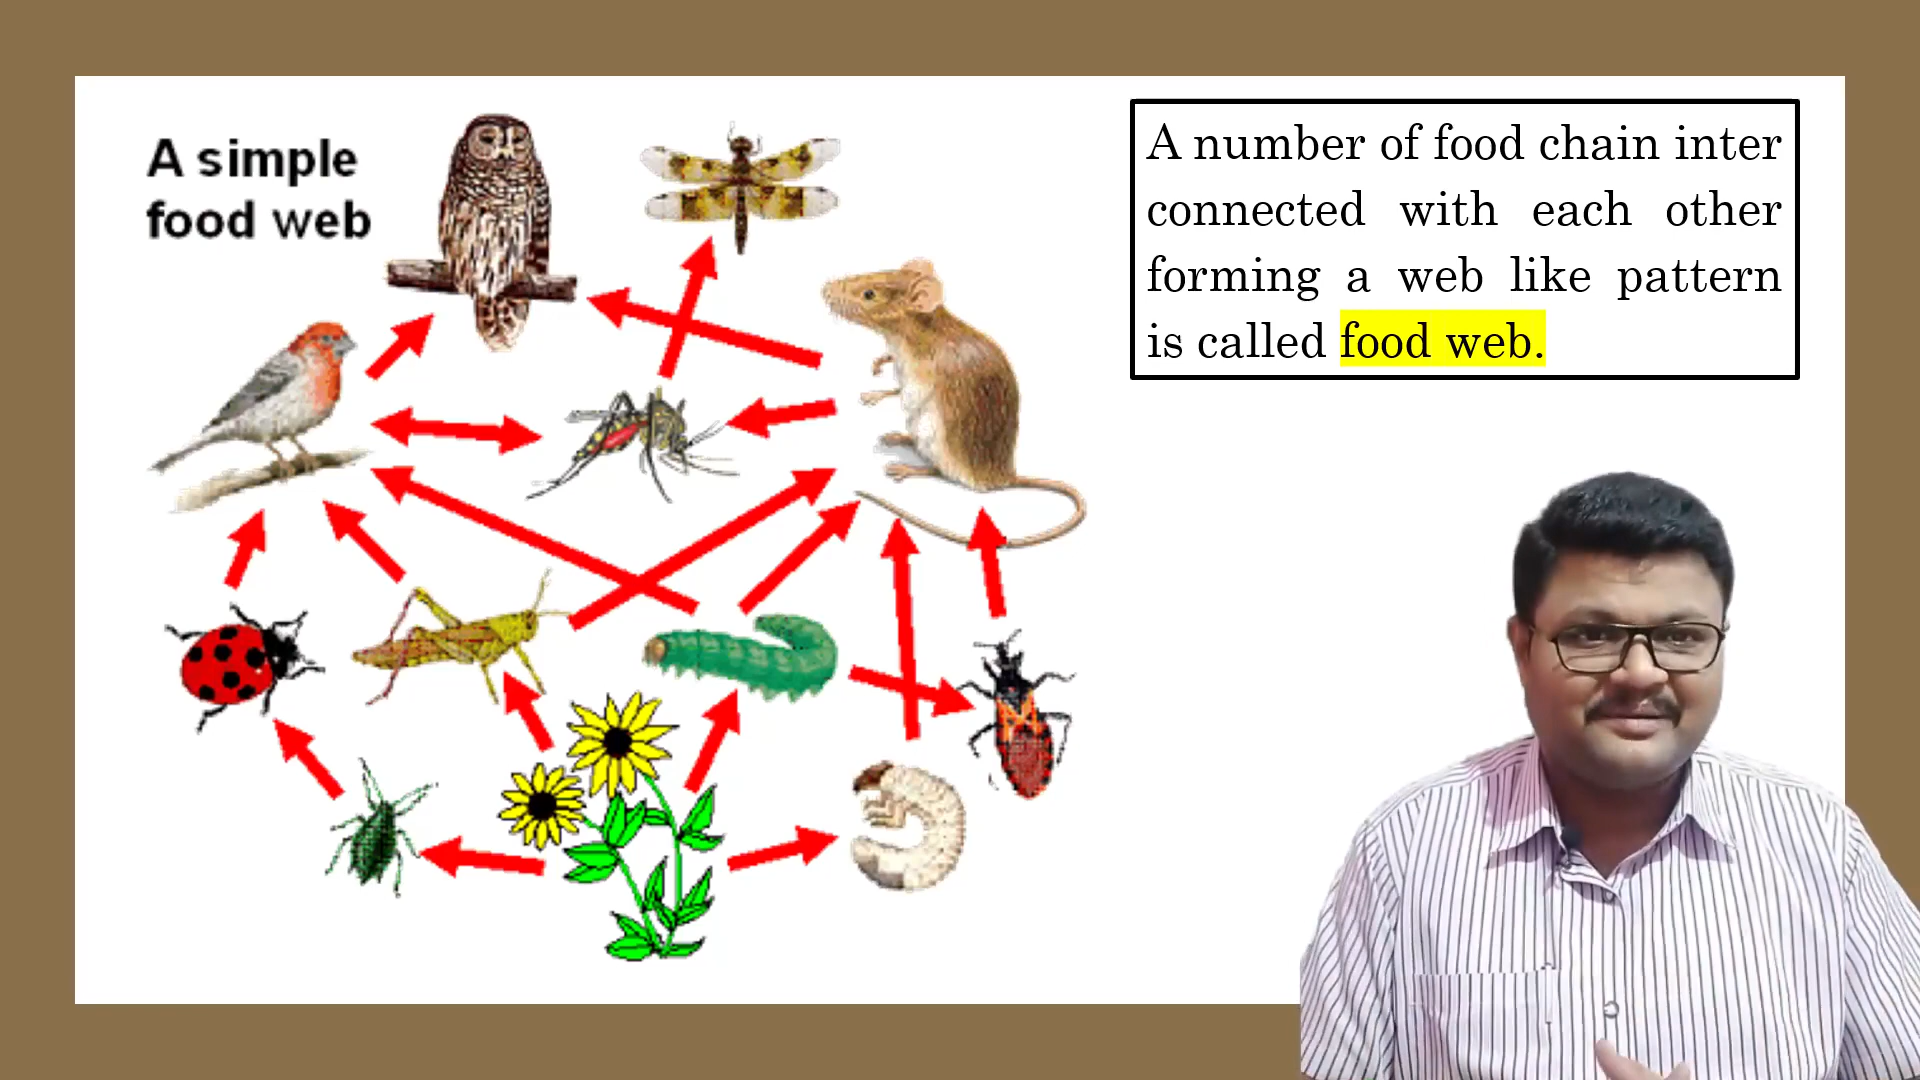 A simple
food web
A number of food chain inter
connected with each other
forming a web like pattern
is called food web.